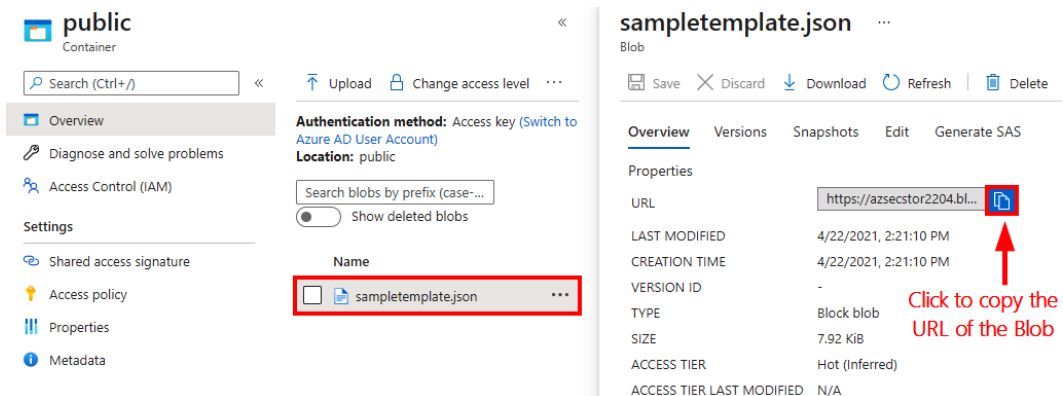 public
Container
«
Search (Ctrl+/)
«
Overview
Diagnose and solve problems
Access Control (IAM)
Settings
Shared access signature
Access policy
Properties
Metadata
Upload
Change access level
...
Authentication method: Access key (Switch to
Azure AD User Account)
Location: public
Search blobs by prefix (case-...
Show deleted blobs
Name
sampletemplate.json
...
sampletemplate.json
...
Blob
Save
Discard
Download
Refresh
Delete
Overview
Versions
Snapshots
Edit
Generate SAS
Properties
URL
https://azsecstor2204.bl...
LAST MODIFIED
4/22/2021, 2:21:10 PM
CREATION TIME
4/22/2021, 2:21:10 PM
VERSION ID
-
TYPE
Block blob
SIZE
7.92 KiB
ACCESS TIER
Hot (Inferred)
ACCESS TIER LAST MODIFIED
N/A
Click to copy the
URL of the Blob